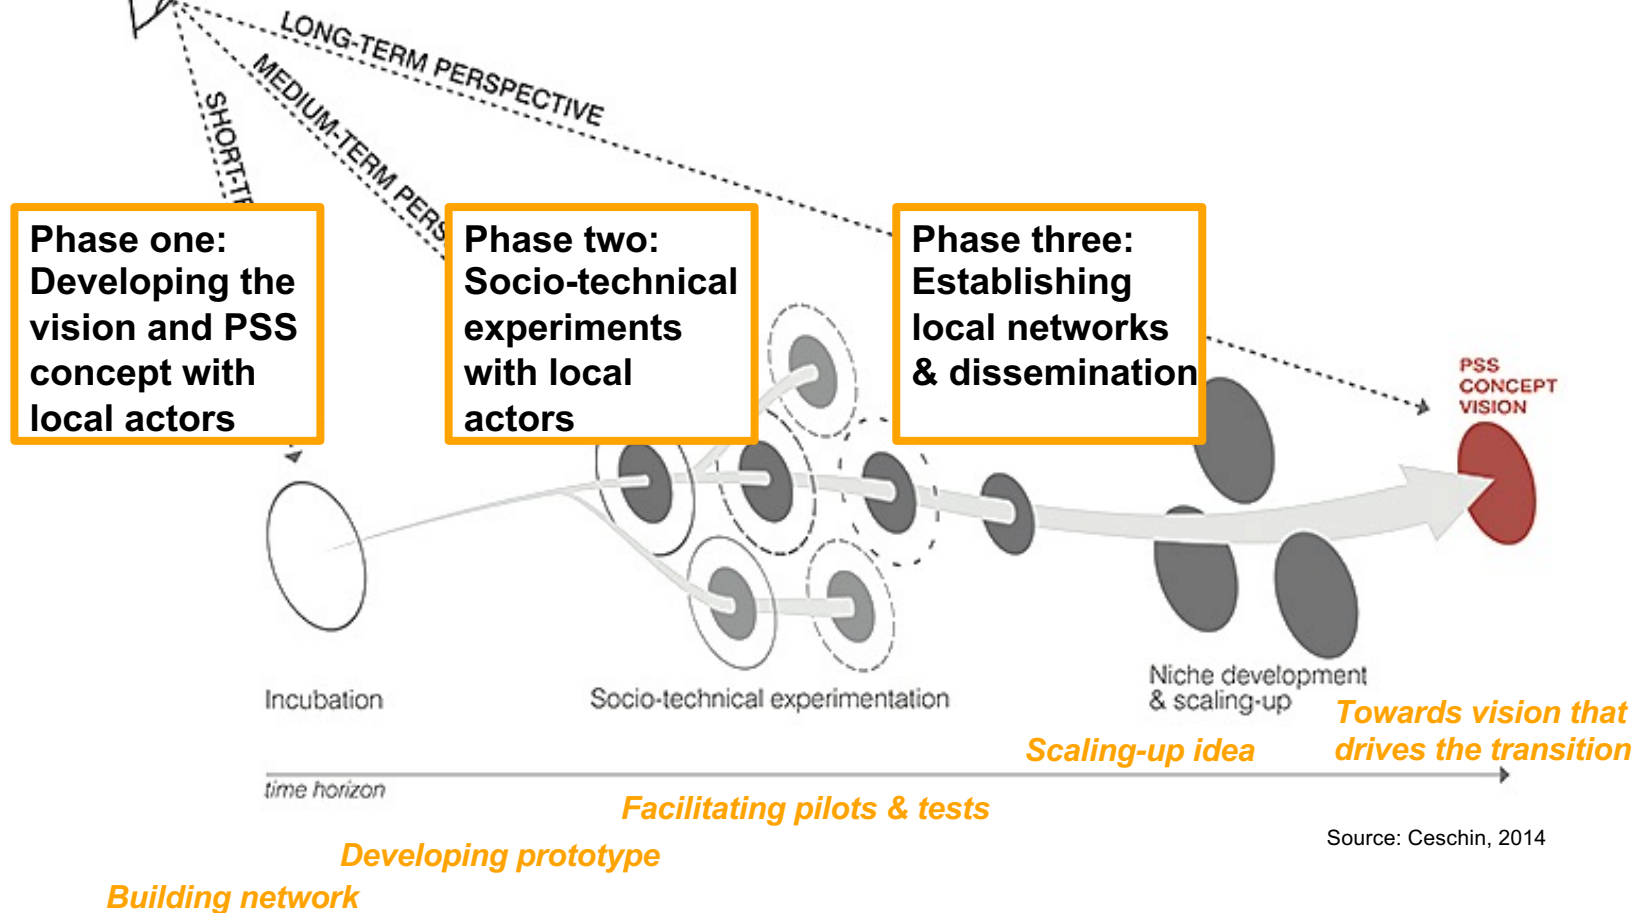 LONG-TERM PERSPECTIVE
MEDIUM-TERM
SHORT-
Phase one:
Developing the
vision and PSS
concept with
local actors
Phase two:
Socio-technical
experiments
with local
actors
Phase three:
Establishing
local networks
& dissemination
PSS
CONCEPT
VISION
Incubation
Socio-technical experimentation
Niche development
& scaling-up
Towards vision that
drives the transition
Scaling-up idea
time horizon
Facilitating pilots & tests
Source: Ceschin, 2014
Developing prototype
Building network